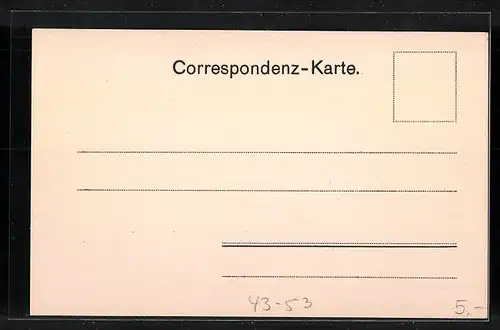 Correspondenz-Karte.
43-53
5,-